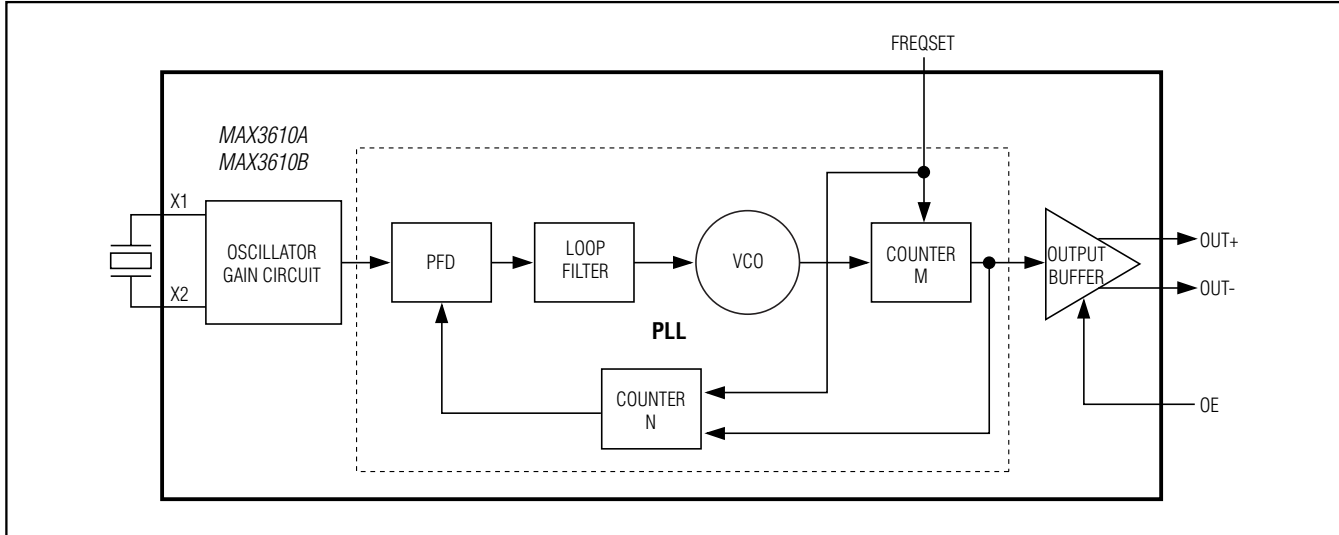 FREQSET
MAX3610A
MAX3610B
X1
X2
OSCILLATOR
GAIN CIRCUIT
PFD
LOOP
FILTER
VCO
COUNTER
M
OUTPUT
BUFFER
OUT+
OUT-
PLL
COUNTER
N
OE